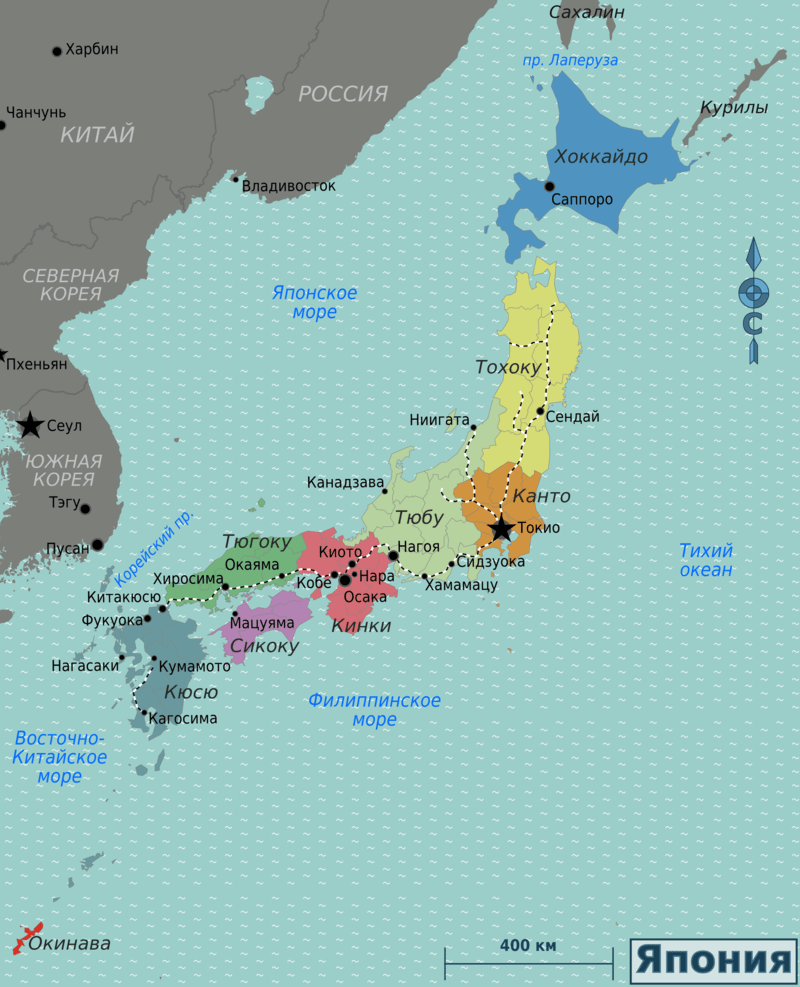 Сахалин
Харбин
пр. Лаперуза
РОССИЯ
Курилы
Чанчунь
КИТАЙ
Хоккайдо
Владивосток
Саппоро
СЕВЕРНАЯ
КОРЕЯ
Японское
море
С
Пхеньян
Тохоку
Ниигата
Сендай
Сеул
ЮЖНАЯ
КОРЕЯ
Канадзава
Канто
Тэгу
Тюбу
Токио
Пусан
Корейский пр.
Тюгоку
Киото
Нагоя
Тихий
океан
Окаяма
Сидзуока
Хиросима
Кобе
Нара
Хамамацу
Китакюсю
Осака
Фукуока
Мацуяма
Кинки
Сикоку
Нагасаки
Кумамото
Кюсю
Филиппинское
море
Кагосима
Восточно-
Китайское
море
Окинава
400 км
Япония